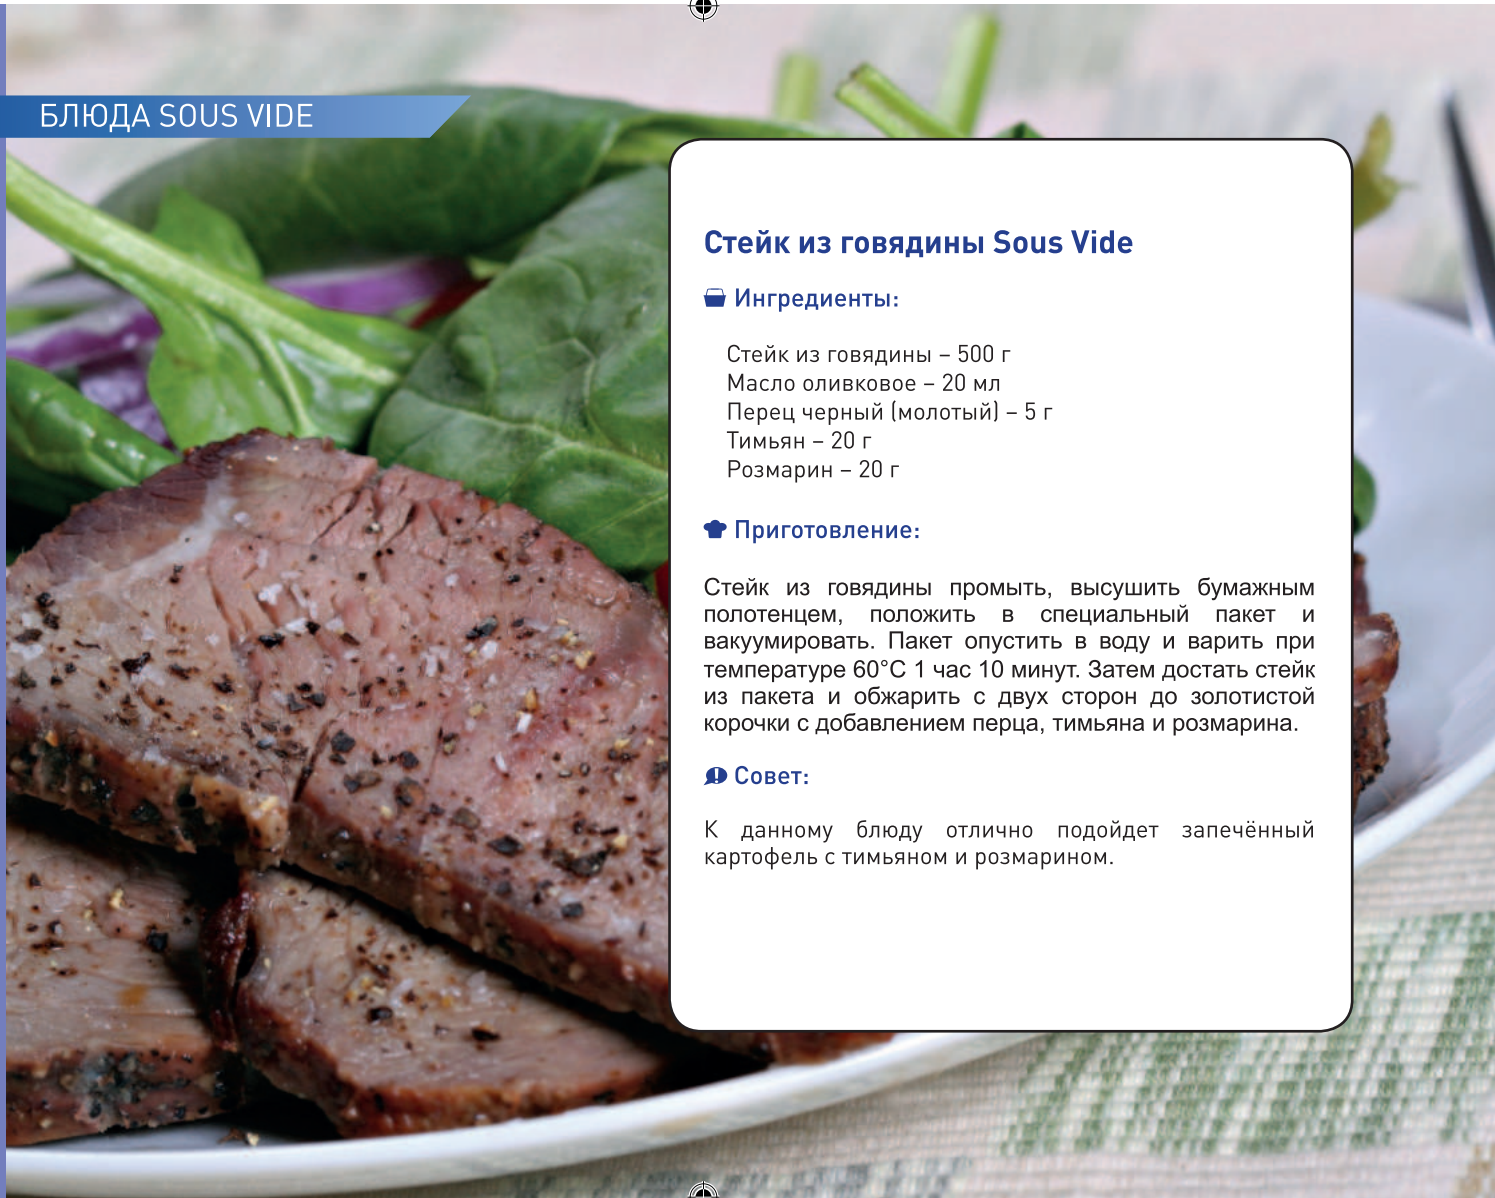 БЛЮДА SOUS VIDE
Стейк из говядины Sous Vide
Ингредиенты:
Стейк из говядины – 500 г
Масло оливковое – 20 мл
Перец черный (молотый) – 5 г
Тимьян – 20 г
Розмарин – 20 г
Приготовление:
Стейк из говядины промыть, высушить бумажным
полотенцем, положить в специальный пакет и
вакуумировать. Пакет опустить в воду и варить при
температуре 60°С 1 час 10 минут. Затем достать стейк
из пакета и обжарить с двух сторон до золотистой
корочки с добавлением перца, тимьяна и розмарина.
Совет:
К данному блюду отлично подойдет запечённый
картофель с тимьяном и розмарином.